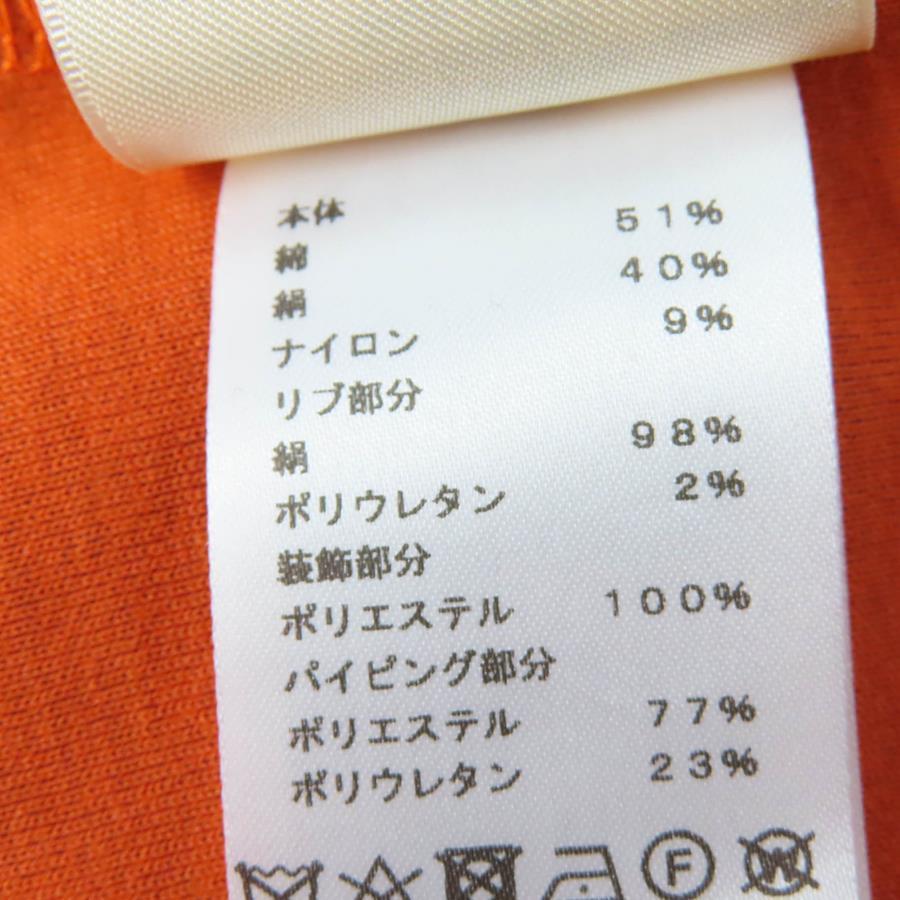 本体
綿 51%
絹 40%
ナイロン 9%
リブ部分
絹 98%
ポリウレタン 2%
装飾部分
ポリエステル 100%
パイピング部分
ポリエステル 77%
ポリウレタン 23%
F W